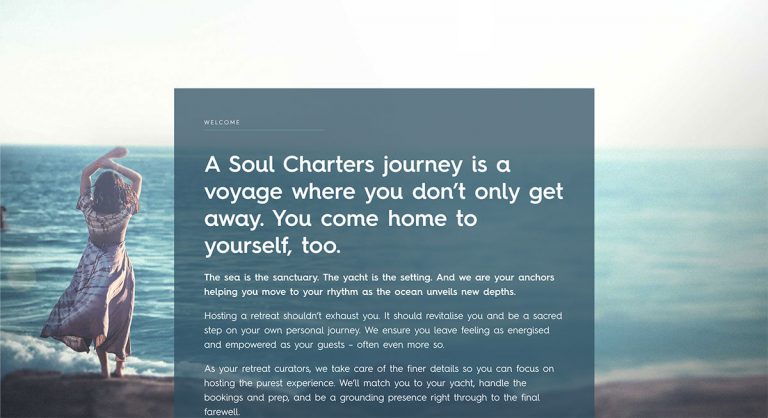 WELCOME
A Soul Charters journey is a
voyage where you don't only get
away. You come home to
yourself, too.
The sea is the sanctuary. The yacht is the setting. And we are your anchors
helping you move to your rhythm as the ocean unveils new depths.
Hosting a retreat shouldn't exhaust you. It should revitalise you and be a sacred
step on your own personal journey. We ensure you leave feeling as energised
and empowered as your guests – often even more so.
As your retreat curators, we take care of the finer details so you can focus on
hosting the purest experience. We'll match you to your yacht, handle the
bookings and prep, and be a grounding presence right through to the final
farewell.